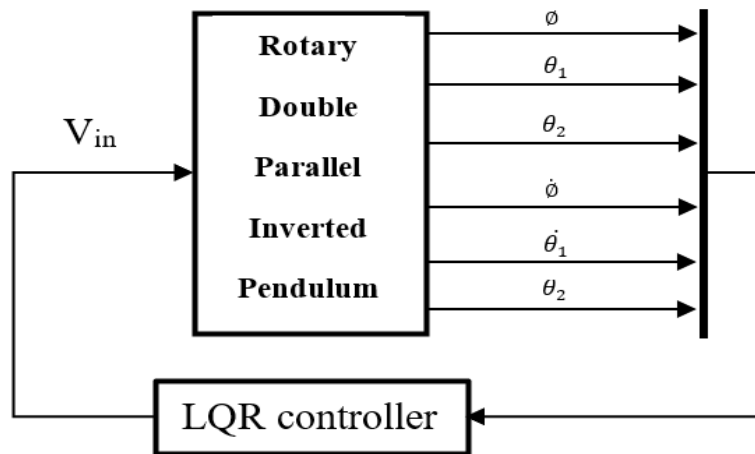 Rotary
Double
Parallel
Inverted
Pendulum
V_in
ø
θ₁
θ₂
ø̇
θ̇₁
θ₂
LQR controller